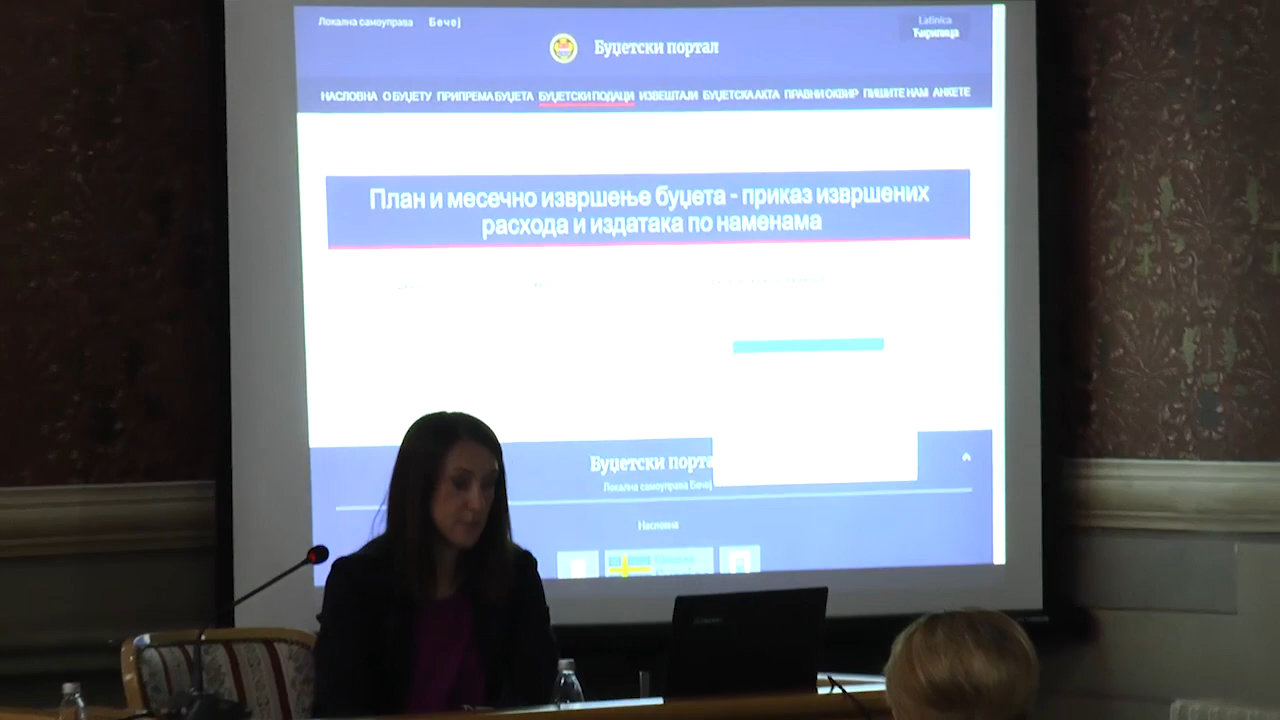 Локална самоуправа Бечеј
Latinica
Ћирилица
Буџетски портал
НАСЛОВНА О БУЏЕТУ ПРИПРЕМА БУЏЕТА БУЏЕТСКИ ПОДАЦИ ИЗВЕШТАЈИ БУЏЕТСКА АКТА ПРАВНИ ОКВИР ПИШИТЕ НАМ АНКЕТЕ
План и месечно извршење буџета - приказ извршених
расхода и издатака по наменама
Буџетски порта
Локална самоуправа Бечеј
Насловна